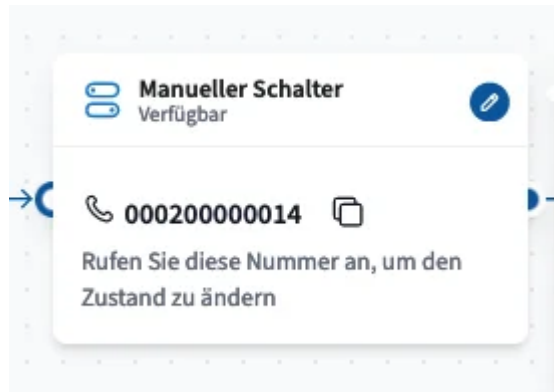 Manueller Schalter
Verfügbar
000200000014
Rufen Sie diese Nummer an, um den
Zustand zu ändern